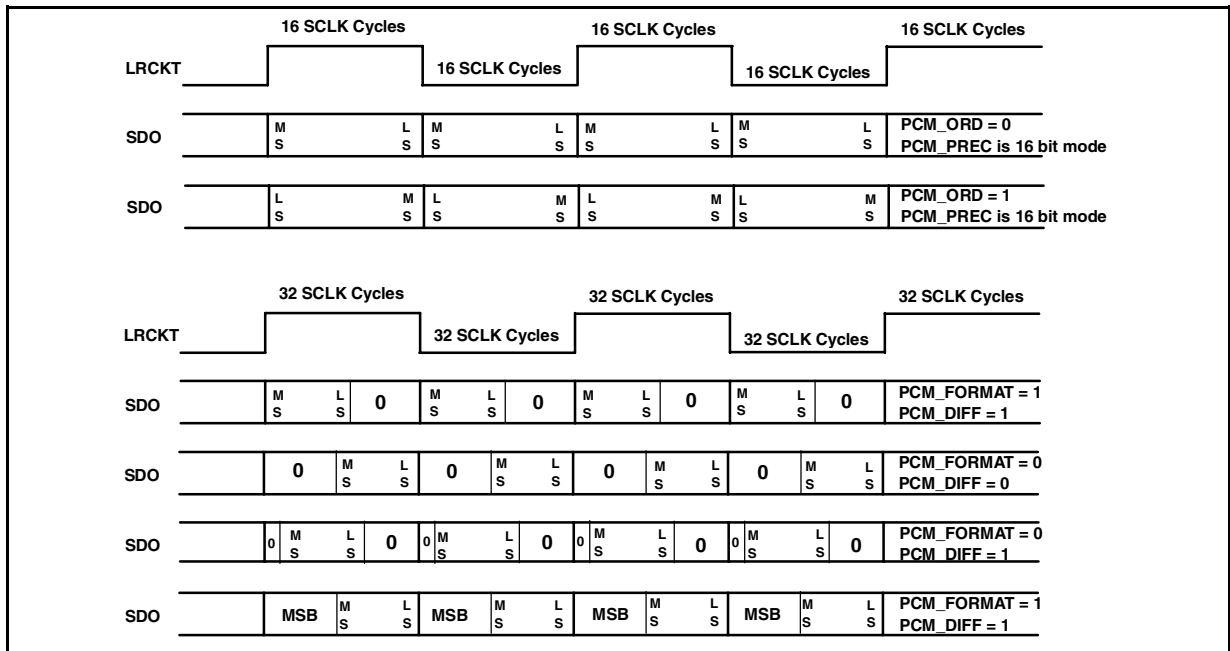 16 SCLK Cycles 16 SCLK Cycles 16 SCLK Cycles
LRCKT 16 SCLK Cycles 16 SCLK Cycles
SDO M L M L M L M L PCM_ORD = 0
S S S S S S S S PCM_PREC is 16 bit mode
SDO L M L M L M L M PCM_ORD = 1
S S S S S S S S PCM_PREC is 16 bit mode
32 SCLK Cycles 32 SCLK Cycles 32 SCLK Cycles
LRCKT 32 SCLK Cycles 32 SCLK Cycles
SDO M L 0 M L 0 M L 0 M L 0 PCM_FORMAT = 1
S S S S S S S S PCM_DIFF = 1
SDO 0 M L 0 M L 0 M L 0 M L PCM_FORMAT = 0
S S S S S S S S PCM_DIFF = 0
SDO 0 M L 0 0 M L 0 0 M L 0 0 M L 0 PCM_FORMAT = 0
S S S S S S S S PCM_DIFF = 1
SDO MSB M L MSB M L MSB M L MSB M L PCM_FORMAT = 1
S S S S S S S S PCM_DIFF = 1